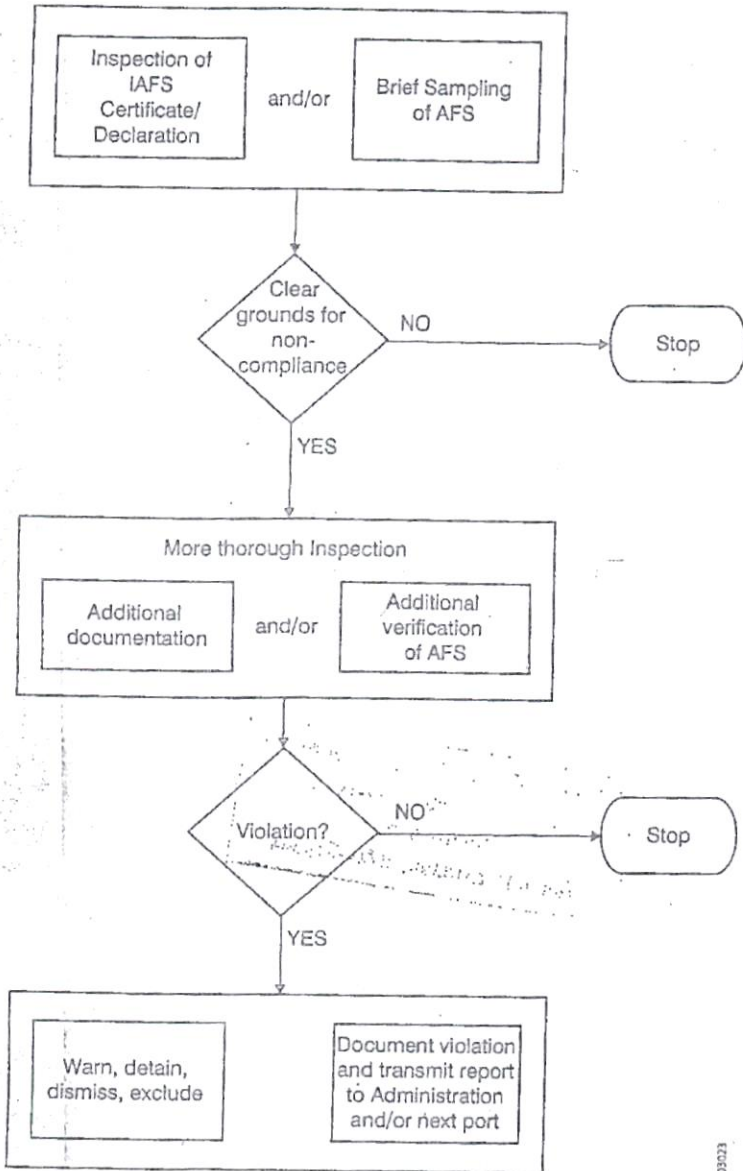 Inspection of
IAFS
Certificate/
Declaration
and/or
Brief Sampling
of AFS
Clear
grounds for
non-
compliance
NO
Stop
YES
More thorough Inspection
Additional
documentation
and/or
Additional
verification
of AFS
Violation?
NO
Stop
YES
Warn, detain,
dismiss, exclude
Document violation
and transmit report
to Administration
and/or next port
03023